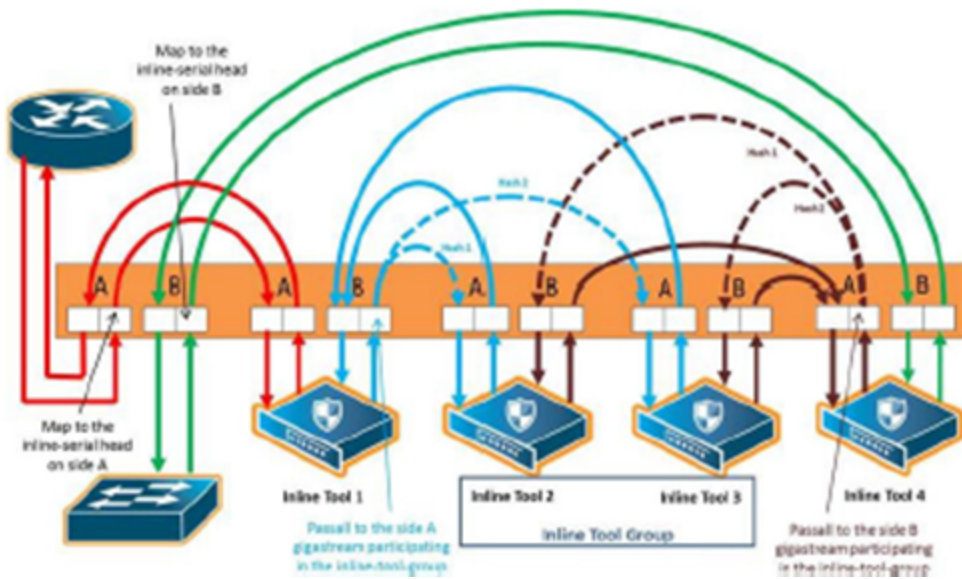 Map to the
inline-serial head
on side B
Hash 1
Hash 2
Hash 2
Hash 1
A
B
A
B
A
B
A
B
A
B
Map to the
inline-serial head
on side A
Inline Tool 1
Inline Tool 2
Inline Tool 3
Inline Tool 4
Inline Tool Group
Passall to the side A
gigastream participating
in the inline-tool-group
Passall to the side B
gigastream participating
in the inline-tool-group